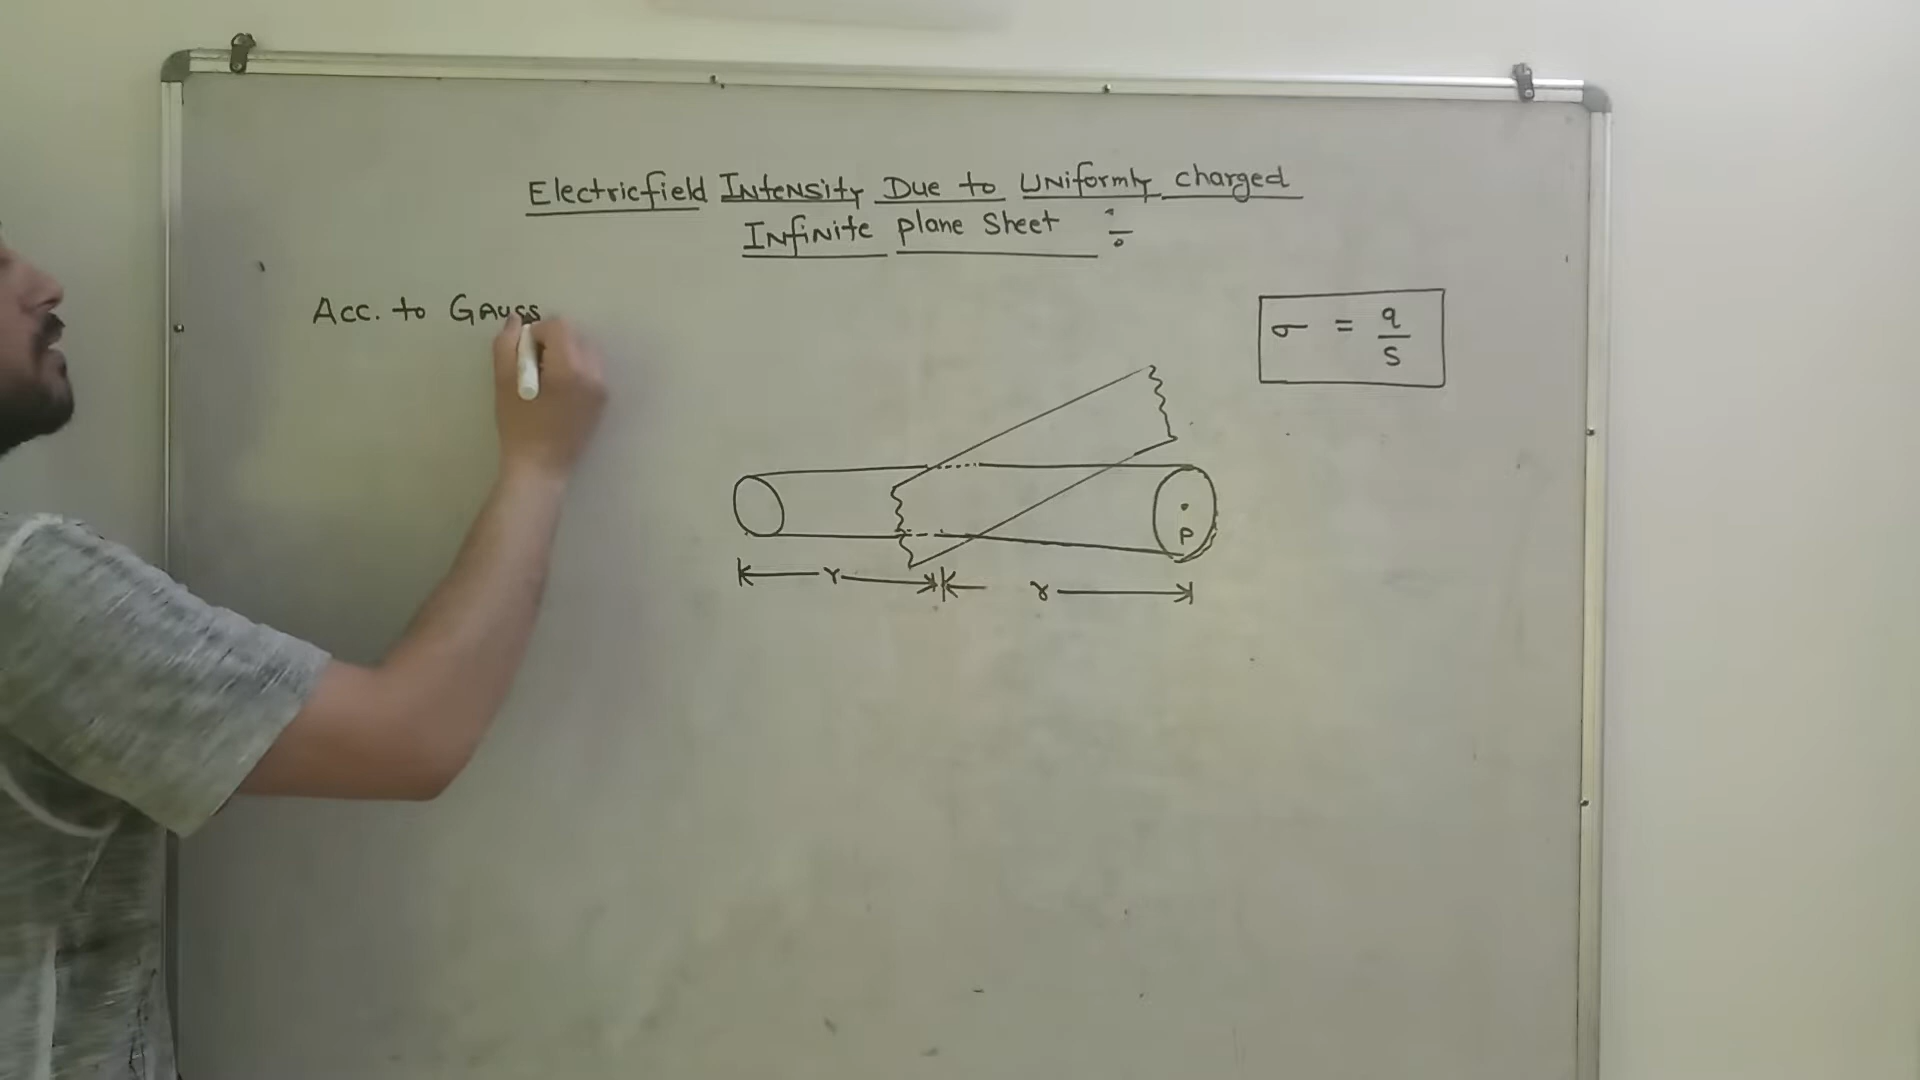 Electricfield Intensity Due to Uniformly charged
Infinite plane Sheet ÷
Acc. to Gauss
σ = q/s
P
r r